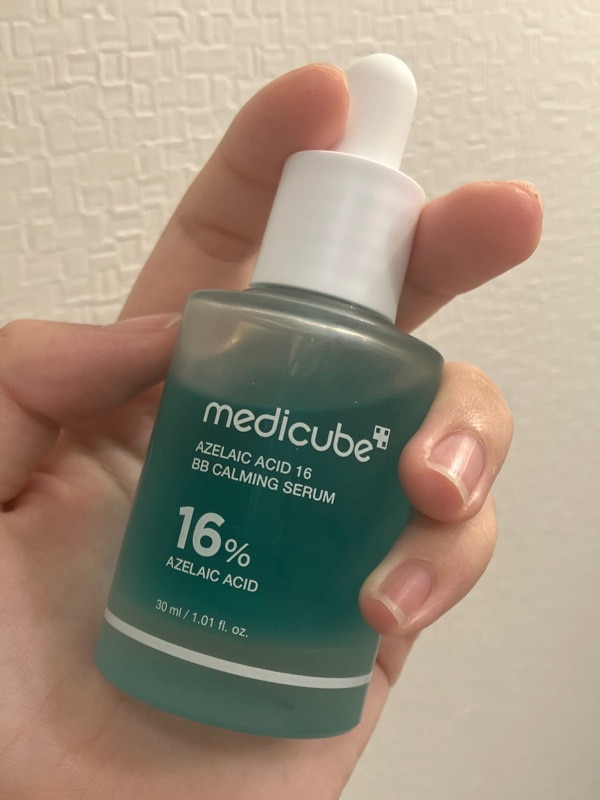 medicube
AZELAIC ACID 16
BB CALMING SERUM
16%
AZELAIC ACID
30 ml / 1.01 fl. oz.